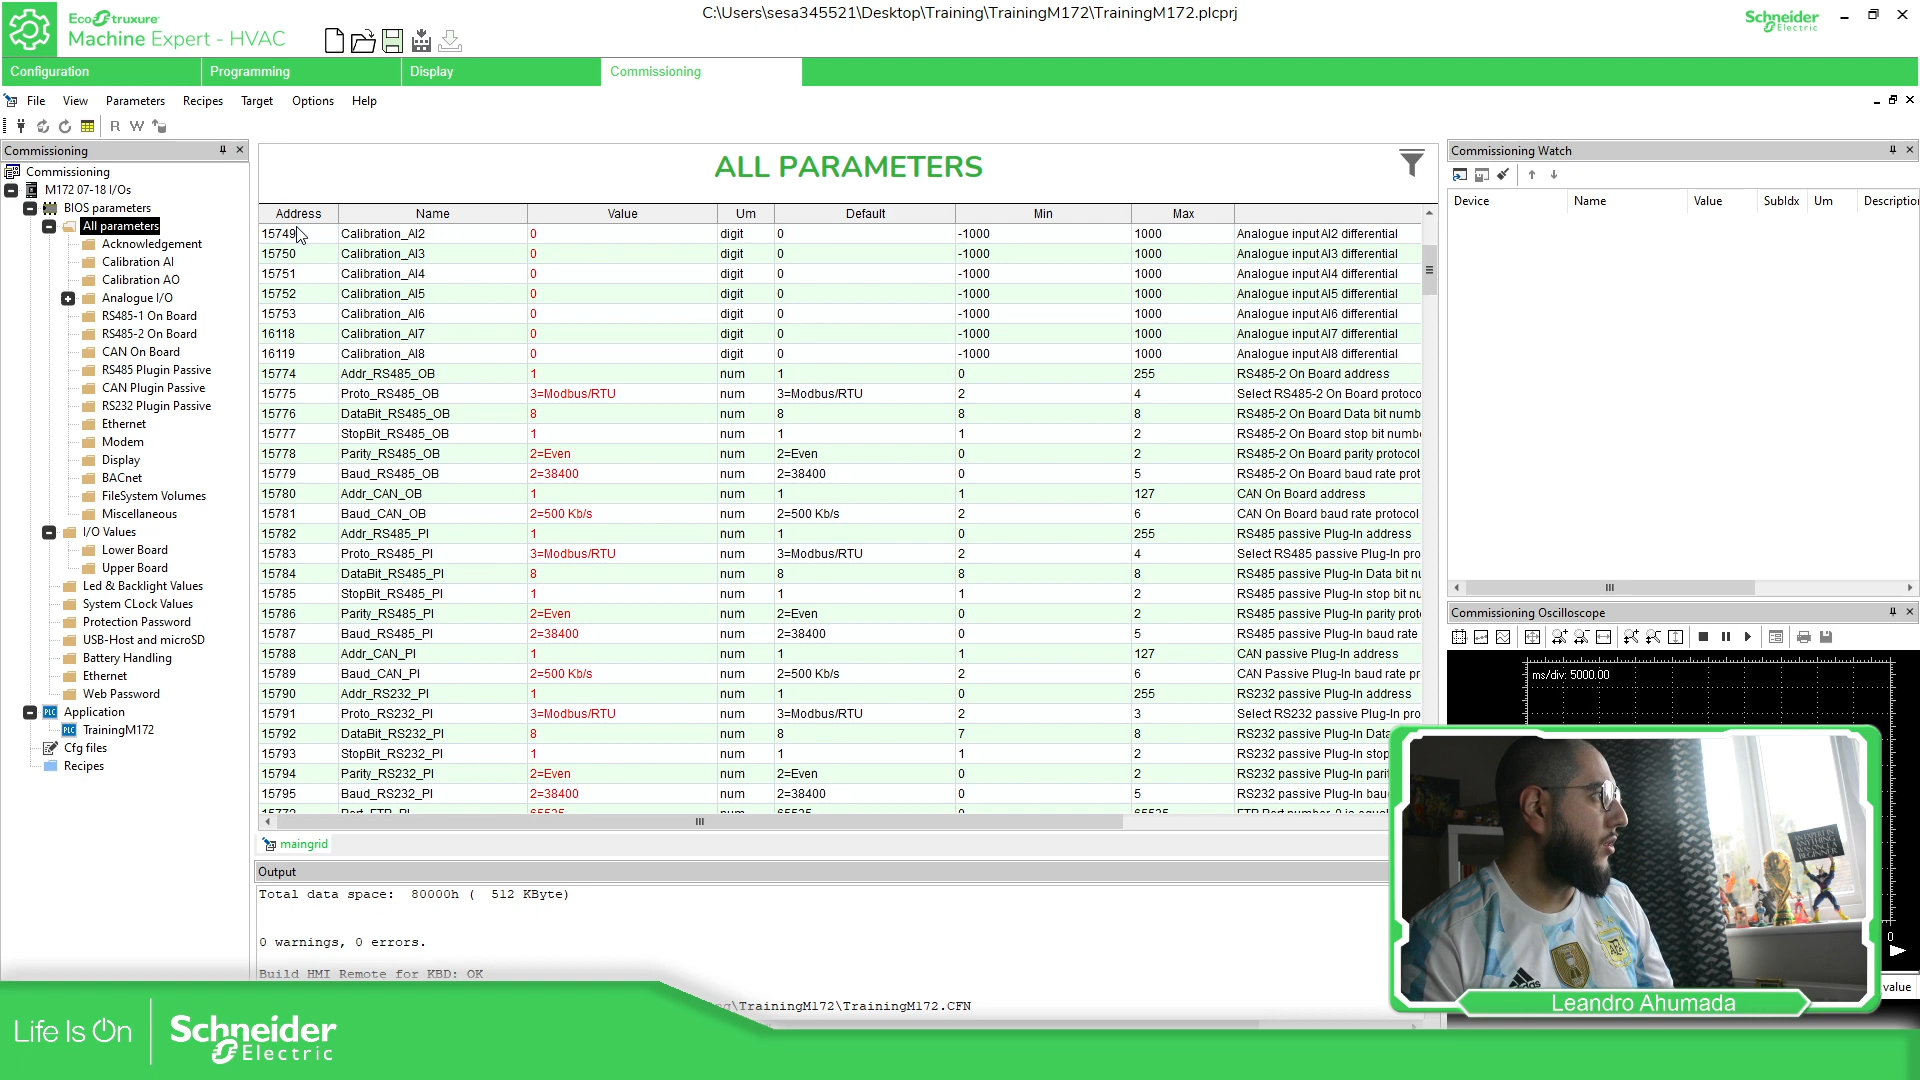 EcoStruxure
Machine Expert - HVAC
C:\Users\sesa345521\Desktop\Training\TrainingM172\TrainingM172.plcprj
Schneider
Electric
Configuration
Programming
Display
Commissioning
File View Parameters Recipes Target Options Help
R W
Commissioning
Commissioning
M172 07-18 I/Os
BIOS parameters
All parameters
Acknowledgement
Calibration AI
Calibration AO
Analogue I/O
RS485-1 On Board
RS485-2 On Board
CAN On Board
RS485 Plugin Passive
CAN Plugin Passive
RS232 Plugin Passive
Ethernet
Modem
Display
BACnet
FileSystem Volumes
Miscellaneous
I/O Values
Lower Board
Upper Board
Led & Backlight Values
System CLock Values
Protection Password
USB-Host and microSD
Battery Handling
Ethernet
Web Password
Application
TrainingM172
Cfg files
Recipes
ALL PARAMETERS
Address Name Value Um Default Min Max
15749 Calibration_AI2 0 digit 0 -1000 1000 Analogue input AI2 differential
15750 Calibration_AI3 0 digit 0 -1000 1000 Analogue input AI3 differential
15751 Calibration_AI4 0 digit 0 -1000 1000 Analogue input AI4 differential
15752 Calibration_AI5 0 digit 0 -1000 1000 Analogue input AI5 differential
15753 Calibration_AI6 0 digit 0 -1000 1000 Analogue input AI6 differential
16118 Calibration_AI7 0 digit 0 -1000 1000 Analogue input AI7 differential
16119 Calibration_AI8 0 digit 0 -1000 1000 Analogue input AI8 differential
15774 Addr_RS485_OB 1 num 1 0 255 RS485-2 On Board address
15775 Proto_RS485_OB 3=Modbus/RTU num 3=Modbus/RTU 2 4 Select RS485-2 On Board protoco
15776 DataBit_RS485_OB 8 num 8 8 8 RS485-2 On Board Data bit numb
15777 StopBit_RS485_OB 1 num 1 1 2 RS485-2 On Board stop bit numb
15778 Parity_RS485_OB 2=Even num 2=Even 0 2 RS485-2 On Board parity protocol
15779 Baud_RS485_OB 2=38400 num 2=38400 0 5 RS485-2 On Board baud rate prot
15780 Addr_CAN_OB 1 num 1 1 127 CAN On Board address
15781 Baud_CAN_OB 2=500 Kb/s num 2=500 Kb/s 2 6 CAN On Board baud rate protocol
15782 Addr_RS485_PI 1 num 1 0 255 RS485 passive Plug-In address
15783 Proto_RS485_PI 3=Modbus/RTU num 3=Modbus/RTU 2 4 Select RS485 passive Plug-In pro
15784 DataBit_RS485_PI 8 num 8 8 8 RS485 passive Plug-In Data bit nu
15785 StopBit_RS485_PI 1 num 1 1 2 RS485 passive Plug-In stop bit nu
15786 Parity_RS485_PI 2=Even num 2=Even 0 2 RS485 passive Plug-In parity prot
15787 Baud_RS485_PI 2=38400 num 2=38400 0 5 RS485 passive Plug-In baud rate
15788 Addr_CAN_PI 1 num 1 1 127 CAN passive Plug-In address
15789 Baud_CAN_PI 2=500 Kb/s num 2=500 Kb/s 2 6 CAN Passive Plug-In baud rate pr
15790 Addr_RS232_PI 1 num 1 0 255 RS232 passive Plug-In address
15791 Proto_RS232_PI 3=Modbus/RTU num 3=Modbus/RTU 2 3 Select RS232 passive Plug-In pro
15792 DataBit_RS232_PI 8 num 8 7 8 RS232 passive Plug-In Data
15793 StopBit_RS232_PI 1 num 1 1 2 RS232 passive Plug-In stop
15794 Parity_RS232_PI 2=Even num 2=Even 0 2 RS232 passive Plug-In pari
15795 Baud_RS232_PI 2=38400 num 2=38400 0 5 RS232 passive Plug-In bau
maingrid
Output
Total data space: 80000h ( 512 KByte)
0 warnings, 0 errors.
Build HMI Remote for KBD: OK
\TrainingM172\TrainingM172.CFN
Commissioning Watch
Device Name Value SubIdx Um Descriptio
Commissioning Oscilloscope
ms/div: 5000.00
0
value
AN EXPERT IN
ANYTHING
WAS ONCE A
BEGINNER
adidas
AFA
Leandro Ahumada
Life Is On
Schneider
Electric